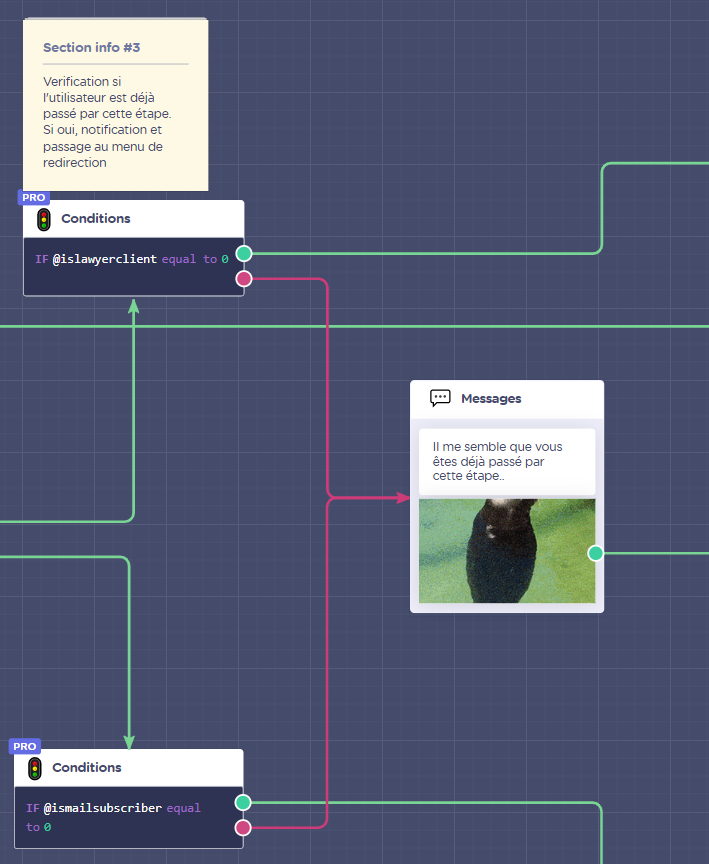 Section info #3
Verification si
l'utilisateur est déjà
passé par cette étape.
Si oui, notification et
passage au menu de
redirection
PRO
Conditions
IF @islawyerclient equal to 0
Messages
Il me semble que vous
êtes déjà passé par
cette étape..
PRO
Conditions
IF @ismailsubscriber equal
to 0